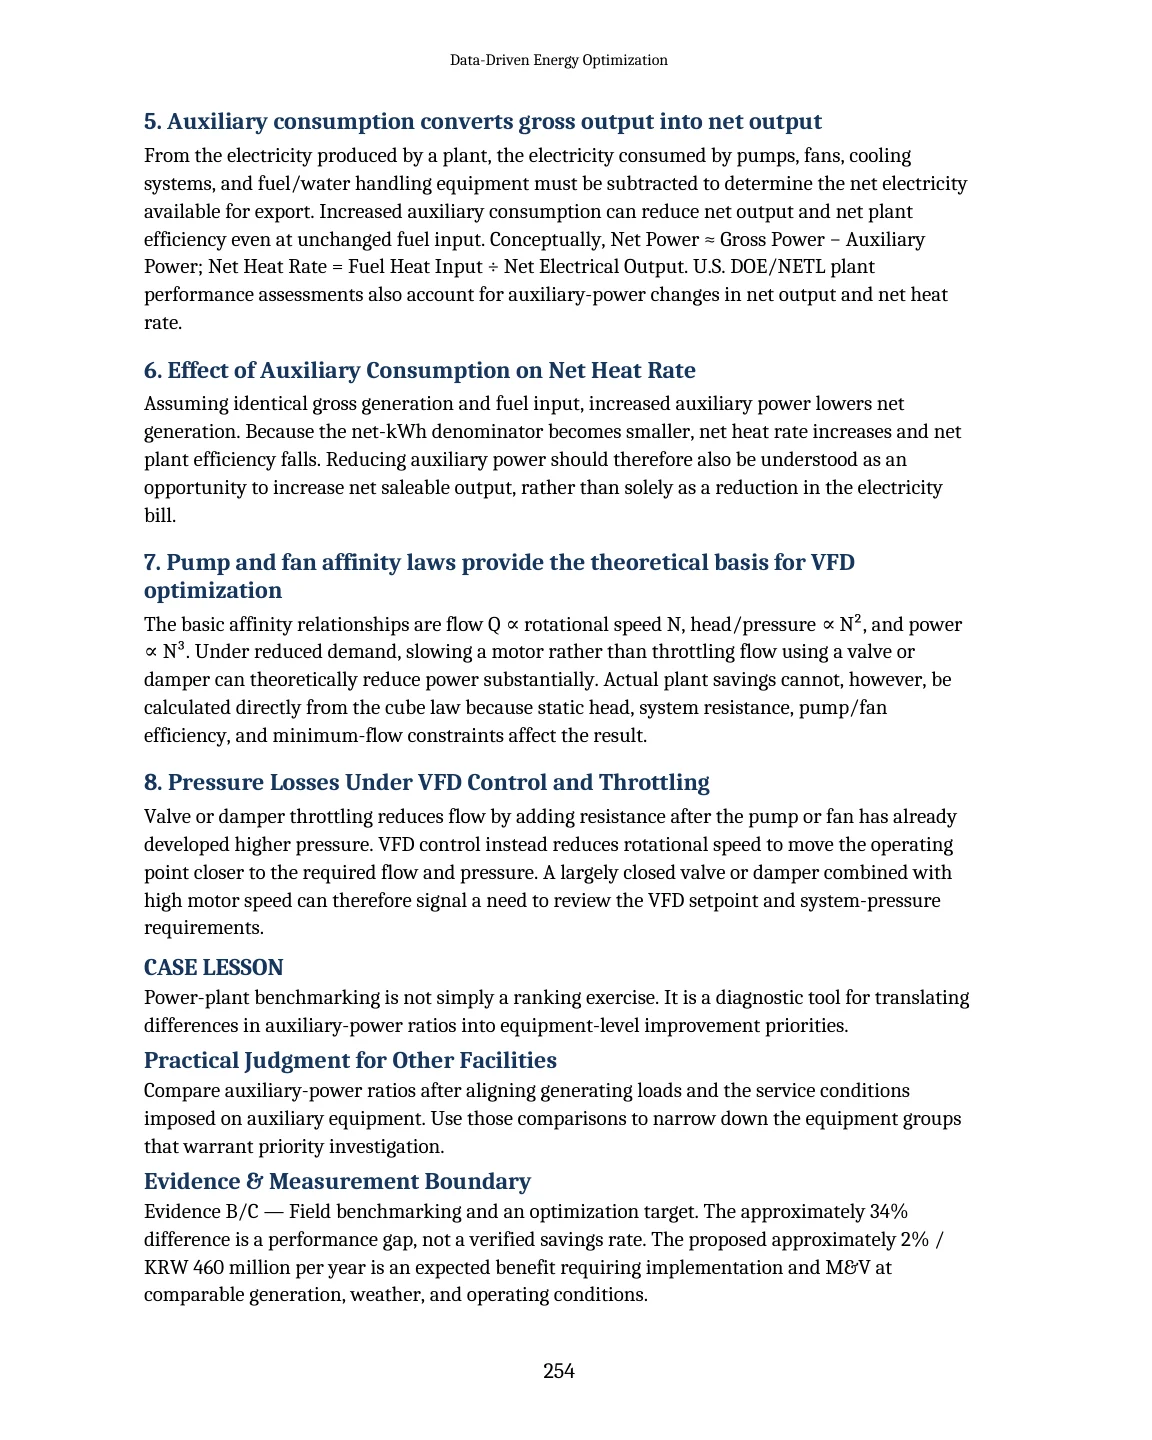 Data-Driven Energy Optimization
5. Auxiliary consumption converts gross output into net output
From the electricity produced by a plant, the electricity consumed by pumps, fans, cooling
systems, and fuel/water handling equipment must be subtracted to determine the net electricity
available for export. Increased auxiliary consumption can reduce net output and net plant
efficiency even at unchanged fuel input. Conceptually, Net Power ≈ Gross Power − Auxiliary
Power; Net Heat Rate = Fuel Heat Input ÷ Net Electrical Output. U.S. DOE/NETL plant
performance assessments also account for auxiliary-power changes in net output and net heat
rate.
6. Effect of Auxiliary Consumption on Net Heat Rate
Assuming identical gross generation and fuel input, increased auxiliary power lowers net
generation. Because the net-kWh denominator becomes smaller, net heat rate increases and net
plant efficiency falls. Reducing auxiliary power should therefore also be understood as an
opportunity to increase net saleable output, rather than solely as a reduction in the electricity
bill.
7. Pump and fan affinity laws provide the theoretical basis for VFD
optimization
The basic affinity relationships are flow Q ∝ rotational speed N, head/pressure ∝ N², and power
∝ N³. Under reduced demand, slowing a motor rather than throttling flow using a valve or
damper can theoretically reduce power substantially. Actual plant savings cannot, however, be
calculated directly from the cube law because static head, system resistance, pump/fan
efficiency, and minimum-flow constraints affect the result.
8. Pressure Losses Under VFD Control and Throttling
Valve or damper throttling reduces flow by adding resistance after the pump or fan has already
developed higher pressure. VFD control instead reduces rotational speed to move the operating
point closer to the required flow and pressure. A largely closed valve or damper combined with
high motor speed can therefore signal a need to review the VFD setpoint and system-pressure
requirements.
CASE LESSON
Power-plant benchmarking is not simply a ranking exercise. It is a diagnostic tool for translating
differences in auxiliary-power ratios into equipment-level improvement priorities.
Practical Judgment for Other Facilities
Compare auxiliary-power ratios after aligning generating loads and the service conditions
imposed on auxiliary equipment. Use those comparisons to narrow down the equipment groups
that warrant priority investigation.
Evidence & Measurement Boundary
Evidence B/C — Field benchmarking and an optimization target. The approximately 34%
difference is a performance gap, not a verified savings rate. The proposed approximately 2% /
KRW 460 million per year is an expected benefit requiring implementation and M&V at
comparable generation, weather, and operating conditions.
254